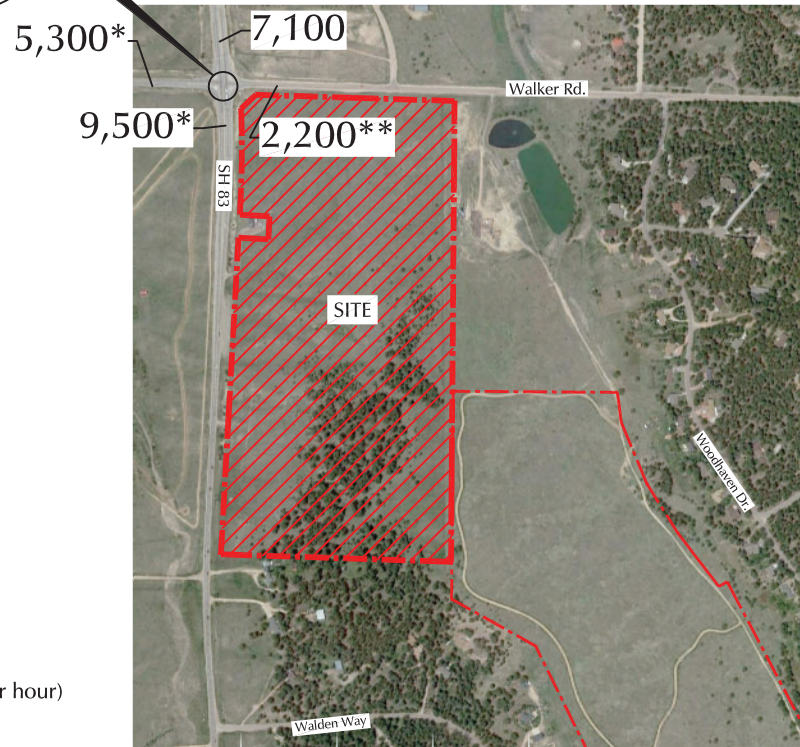 7,100
5,300*
Walker Rd.
9,500*
2,200**
SH 83
SITE
Woodhaven Dr.
r hour)
Walden Way